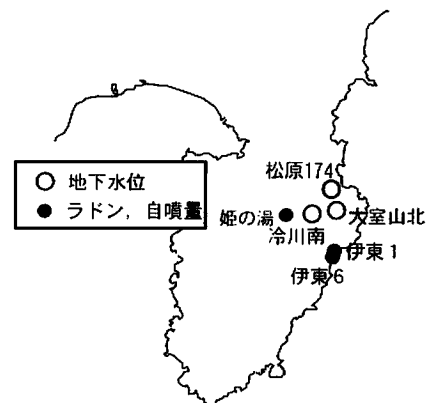 松原174
地下水位
ラドン，自噴量
姫の湯
大室山北
冷川南
伊東1
伊東6